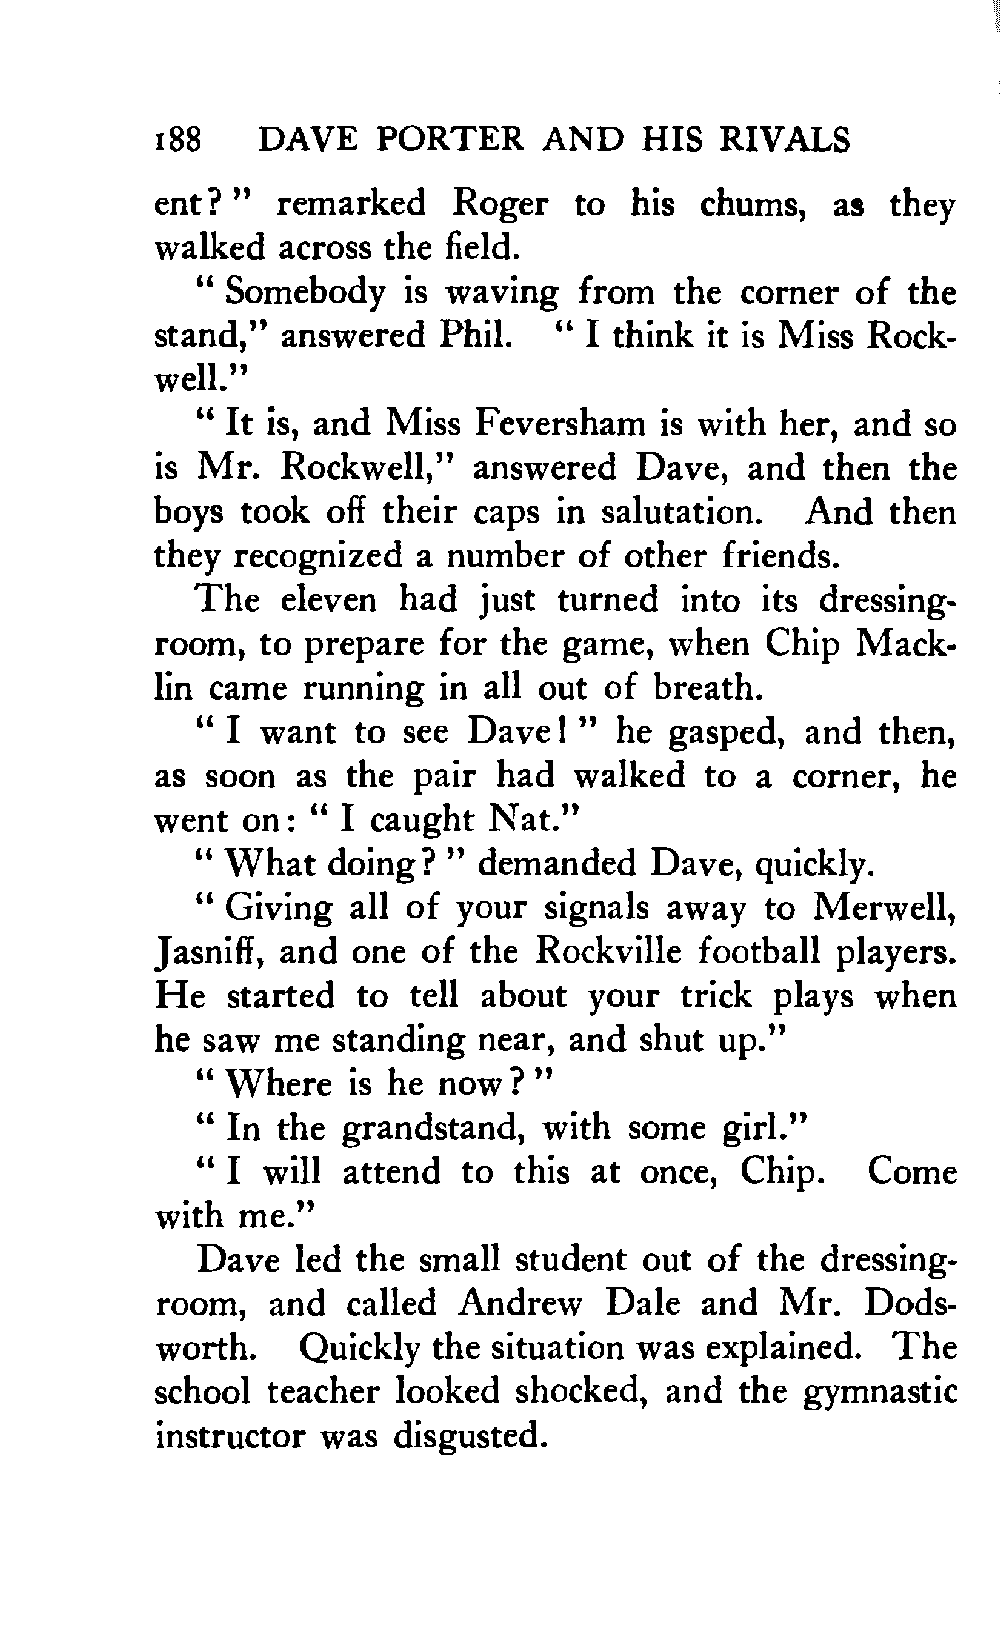 188 DAVE PORTER AND HIS RIVALS
ent?" remarked Roger to his chums, as they
walked across the field.
"Somebody is waving from the corner of the
stand," answered Phil. "I think it is Miss Rock-
well."
"It is, and Miss Feversham is with her, and so
is Mr. Rockwell," answered Dave, and then the
boys took off their caps in salutation. And then
they recognized a number of other friends.
The eleven had just turned into its dressing-
room, to prepare for the game, when Chip Mack-
lin came running in all out of breath.
"I want to see Dave!" he gasped, and then,
as soon as the pair had walked to a corner, he
went on: "I caught Nat."
"What doing?" demanded Dave, quickly.
"Giving all of your signals away to Merwell,
Jasniff, and one of the Rockville football players.
He started to tell about your trick plays when
he saw me standing near, and shut up."
"Where is he now?"
"In the grandstand, with some girl."
"I will attend to this at once, Chip. Come
with me."
Dave led the small student out of the dressing-
room, and called Andrew Dale and Mr. Dods-
worth. Quickly the situation was explained. The
school teacher looked shocked, and the gymnastic
instructor was disgusted.